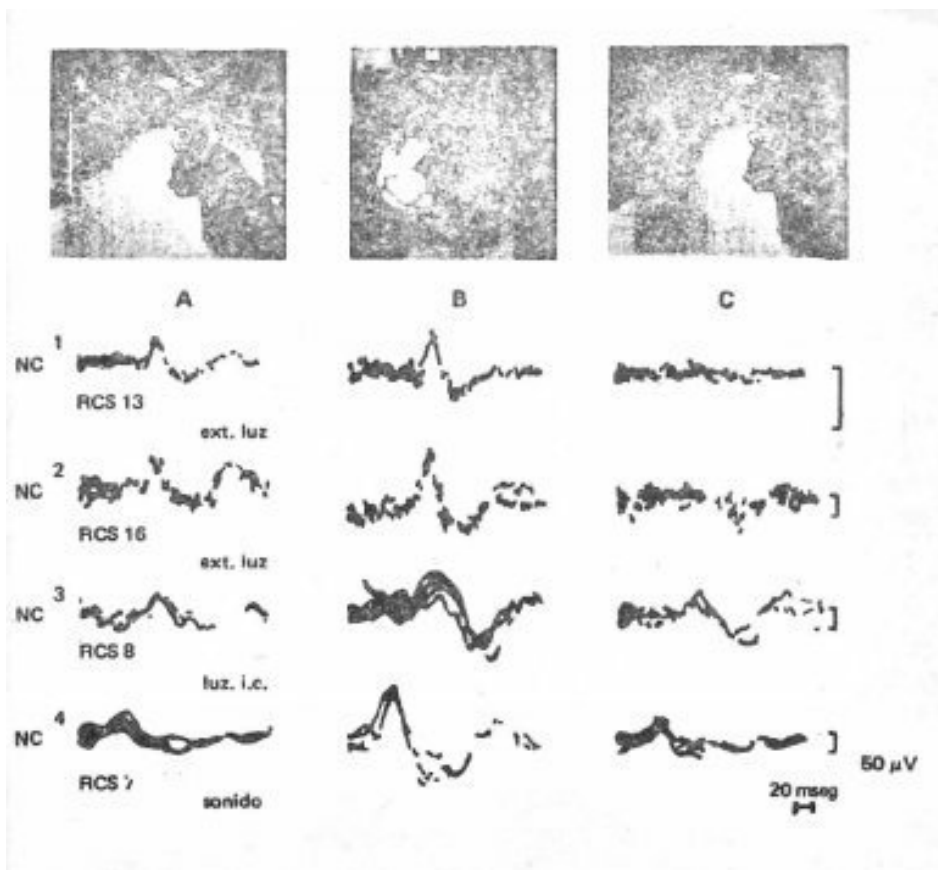 A B C
NC 1
RCS 13
ext. luz
NC 2
RCS 16
ext. luz
NC 3
RCS 8
luz. i.c.
NC 4
RCS
sonido
50 µV
20 mseg